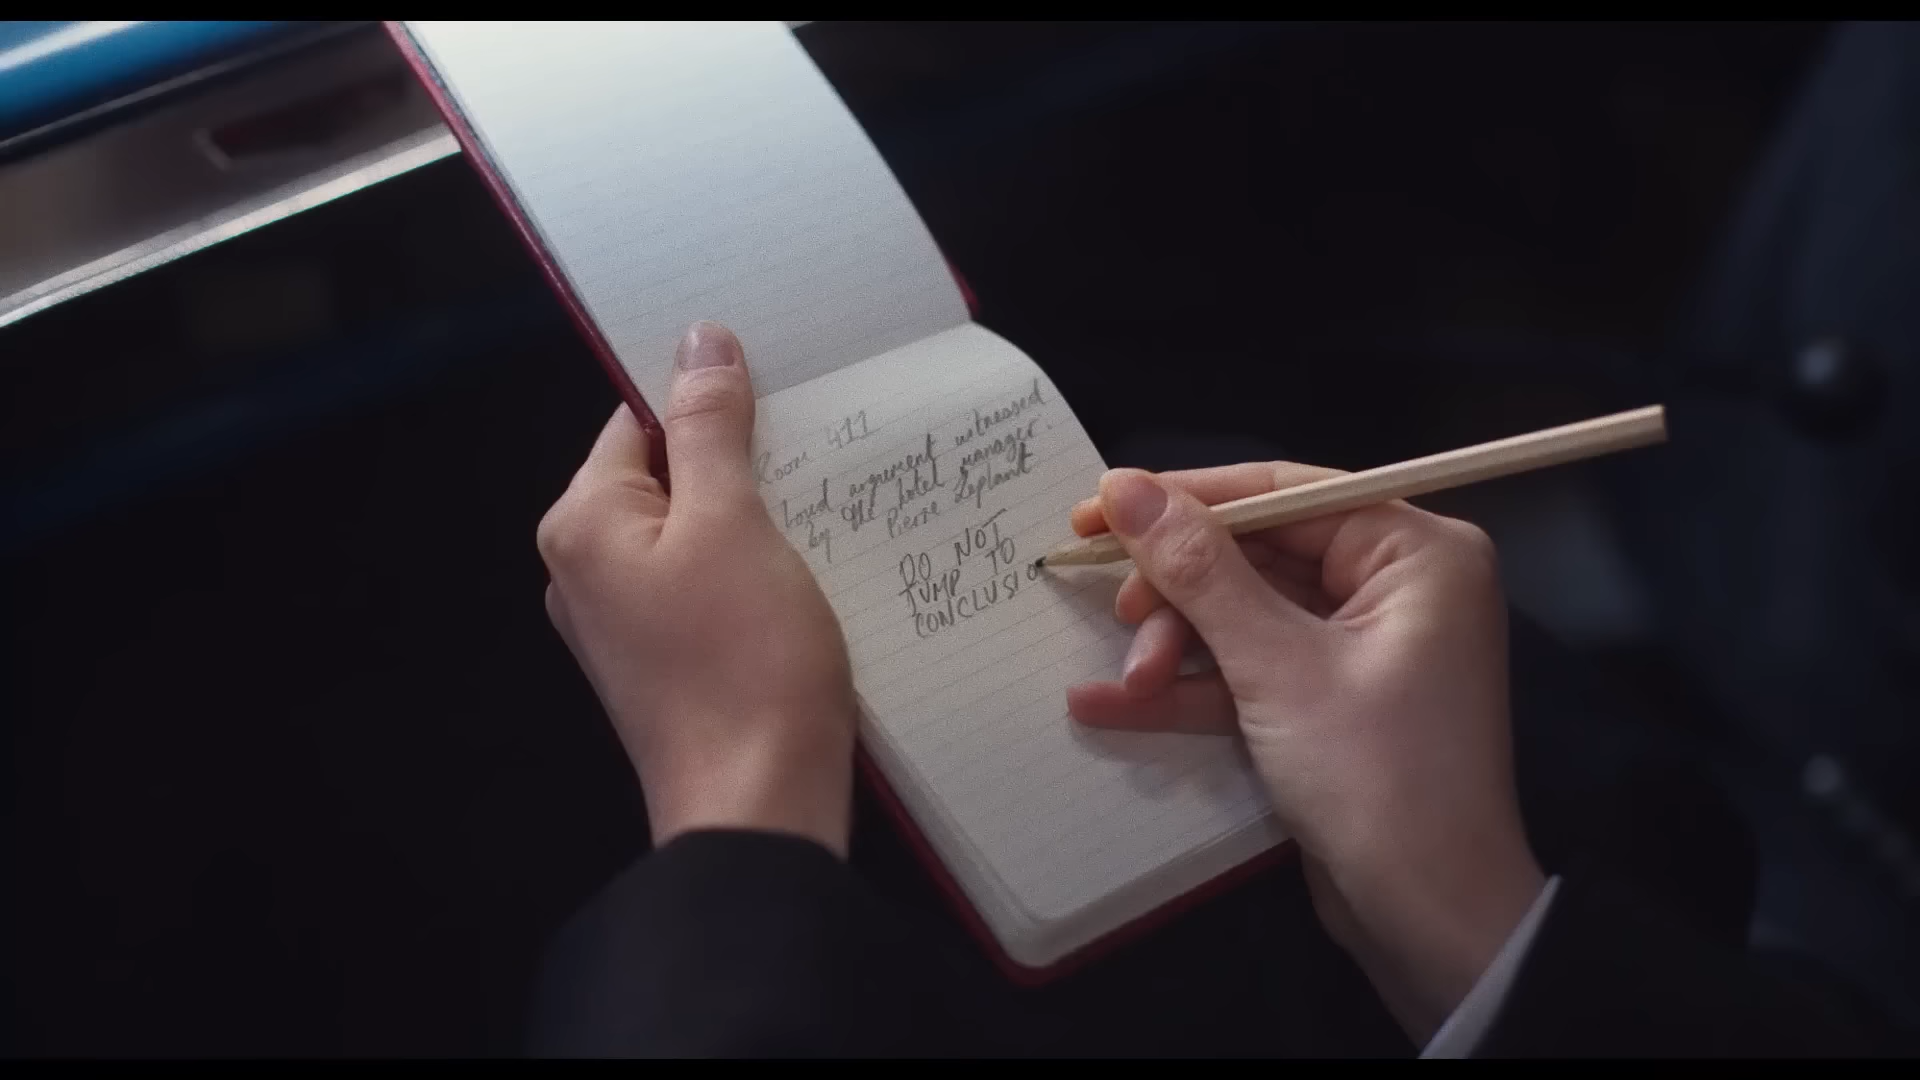 Room 411
loud argument witnessed
by the hotel manager.
Pierre Leplant
DO NOT
JUMP TO
CONCLUSIO